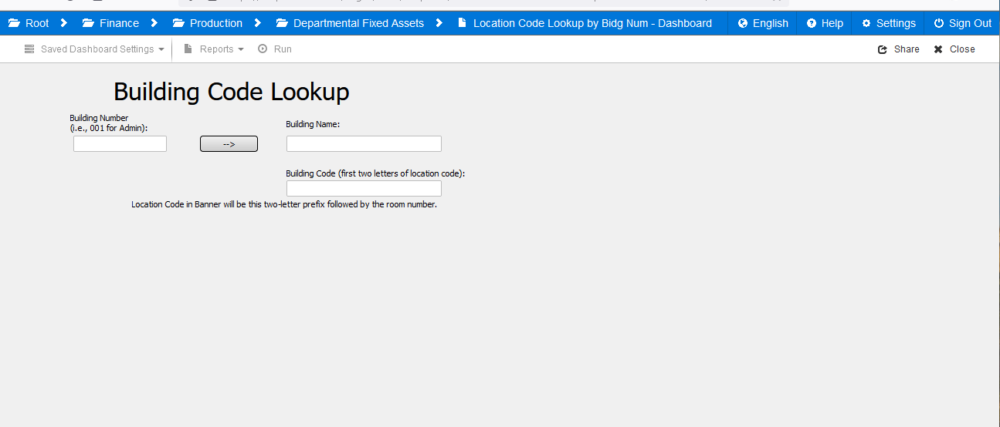 Root Finance Production Departmental Fixed Assets Location Code Lookup by Bidg Num - Dashboard English Help Settings Sign Out
Saved Dashboard Settings Reports Run Share Close
Building Code Lookup
Building Number
(i.e., 001 for Admin):
Building Name:
-->
Building Code (first two letters of location code):
Location Code in Banner will be this two-letter prefix followed by the room number.